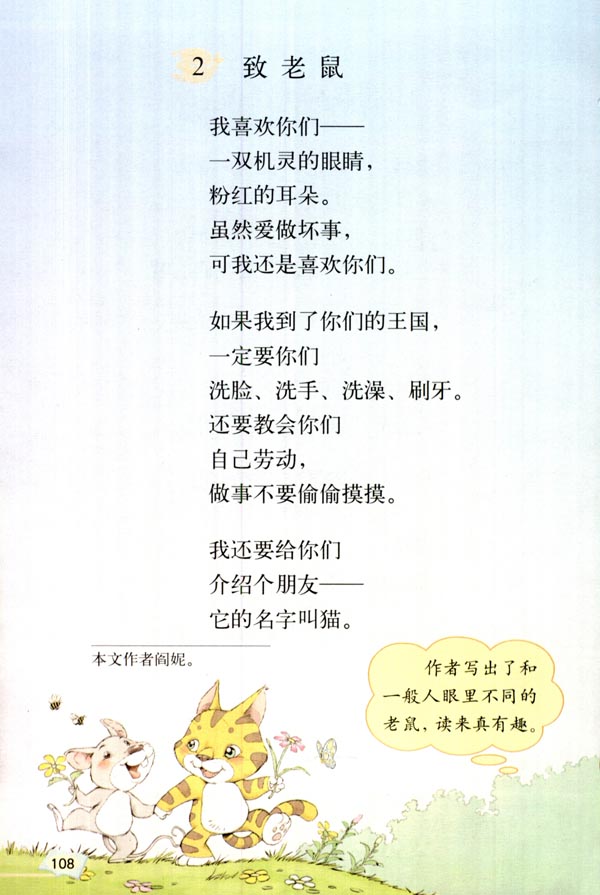 2 致老鼠
我喜欢你们——
一双机灵的眼睛，
粉红的耳朵。
虽然爱做坏事，
可我还是喜欢你们。
如果我到了你们的王国，
一定要你们
洗脸、洗手、洗澡、刷牙。
还要教会你们
自己劳动，
做事不要偷偷摸摸。
我还要给你们
介绍个朋友——
它的名字叫猫。
本文作者阎妮。
作者写出了和
一般人眼里不同的
老鼠，读来真有趣。
108